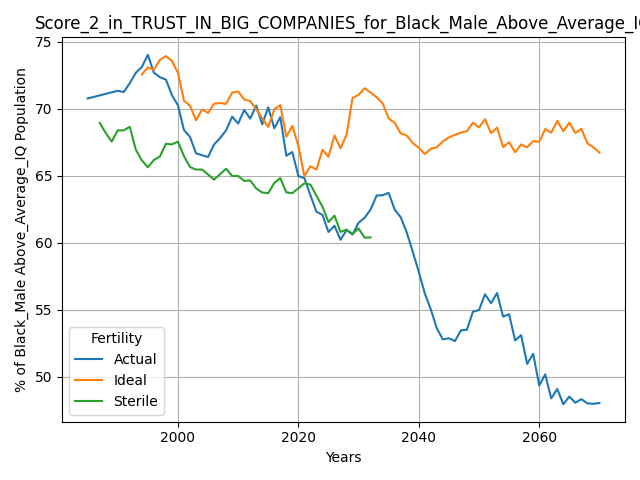 Score_2_in_TRUST_IN_BIG_COMPANIES_for_Black_Male_Above_Average_IQ
75
70
65
60
55
50
% of Black_Male Above_Average_IQ Population
Fertility
Actual
Ideal
Sterile
2000 2020 2040 2060
Years